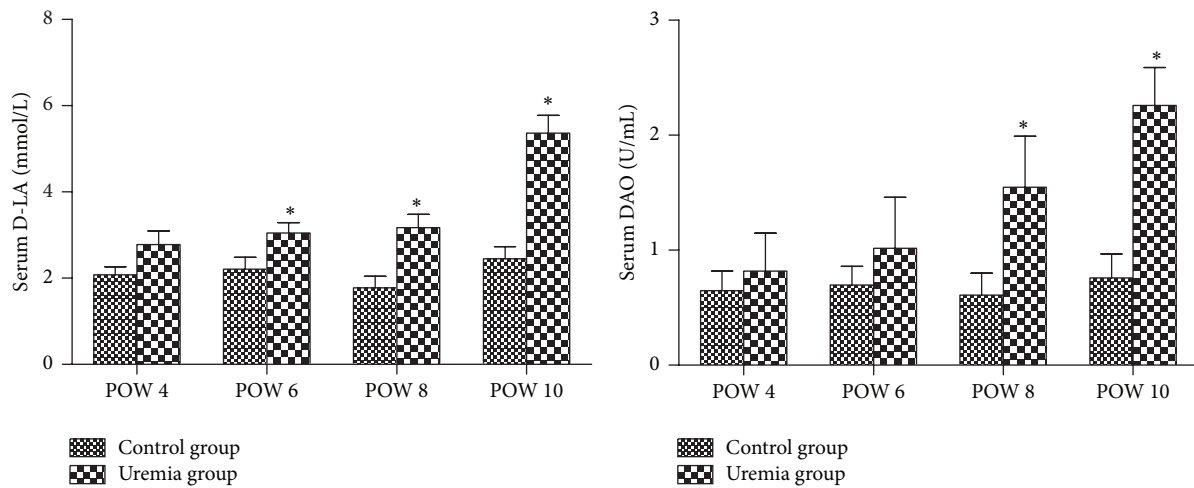 8
6
4
2
0
Serum D-LA (mmol/L)
*
*
*
POW 4 POW 6 POW 8 POW 10
Control group
Uremia group
3
2
1
0
Serum DAO (U/mL)
*
*
POW 4 POW 6 POW 8 POW 10
Control group
Uremia group